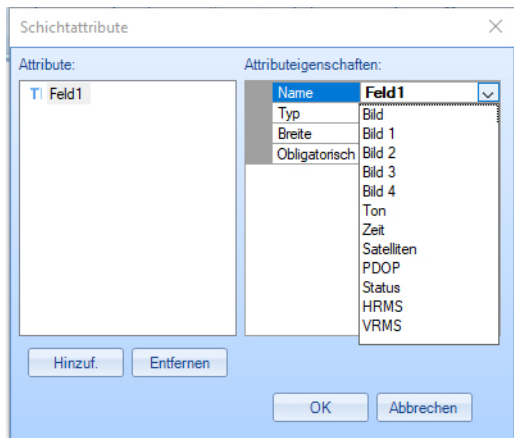 Schichtattribute
Attribute:
Attributeigenschaften:
Feld1
Name Feld1
Typ
Breite
Obligatorisch
Bild
Bild 1
Bild 2
Bild 3
Bild 4
Ton
Zeit
Satelliten
PDOP
Status
HRMS
VRMS
Hinzuf. Entfernen
OK Abbrechen